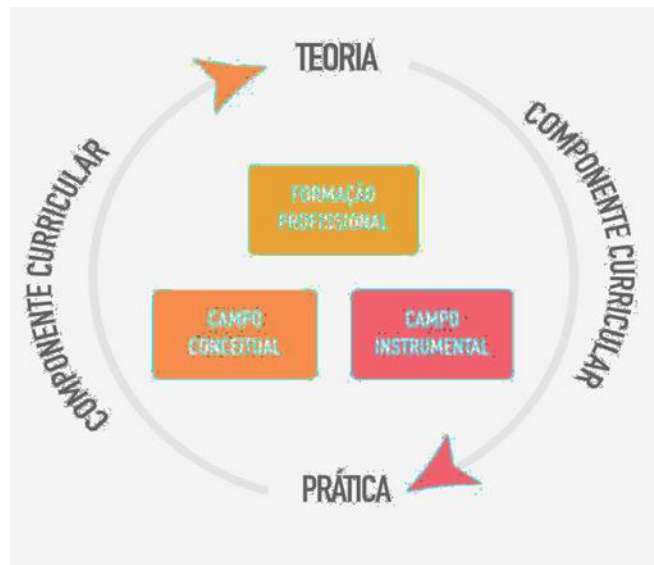 TEORIA
COMPONENTE CURRICULAR
COMPONENTE CURRICULAR
FORMAÇÃO
PROFISSIONAL
CAMPO
CONCEITUAL
CAMPO
INSTRUMENTAL
PRÁTICA